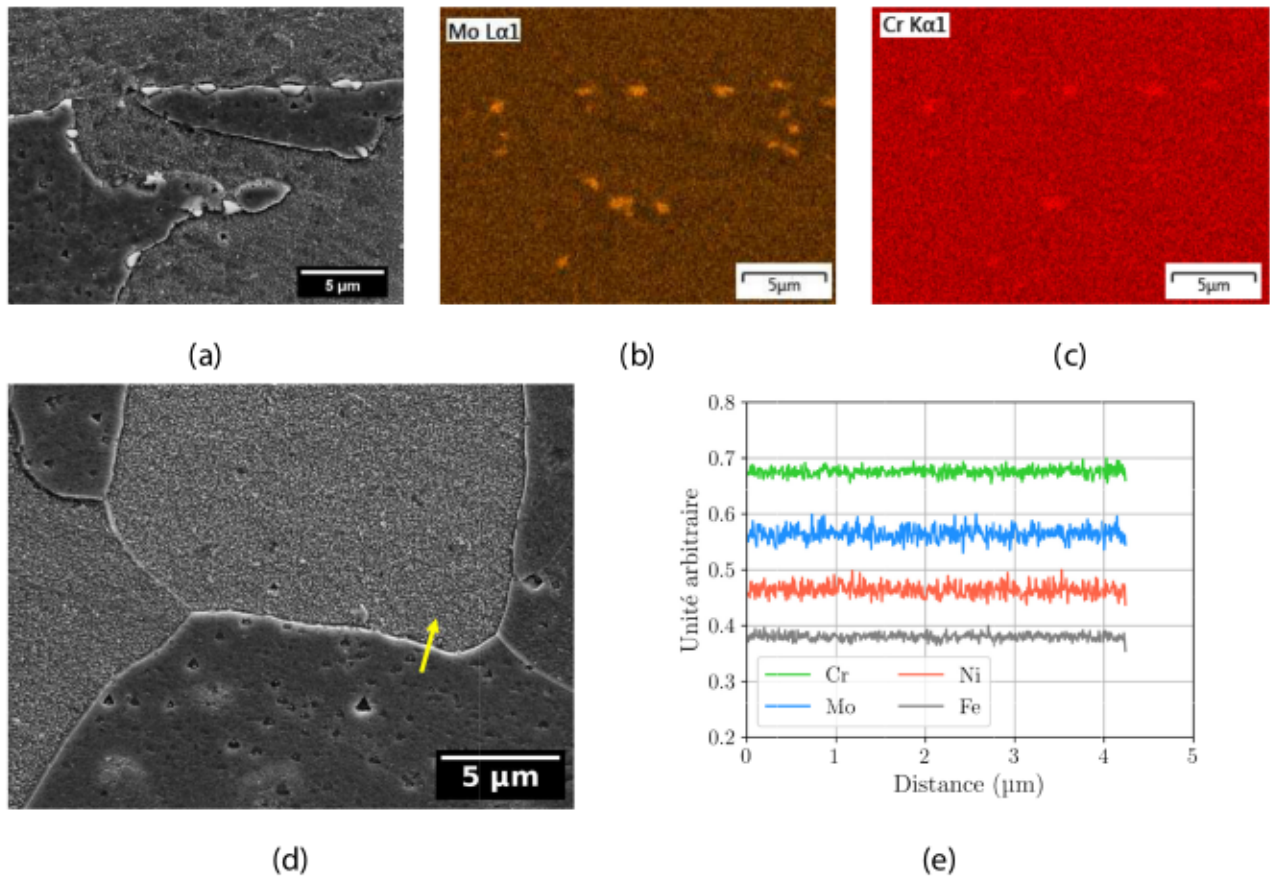 Mo Lα1
Cr Kα1
5 µm
5µm
5µm
(a)
(b)
(c)
5 µm
0.8
0.7
0.6
0.5
0.4
0.3
0.2
Unité arbitraire
Cr
Ni
Mo
Fe
0
1
2
3
4
5
Distance (µm)
(d)
(e)